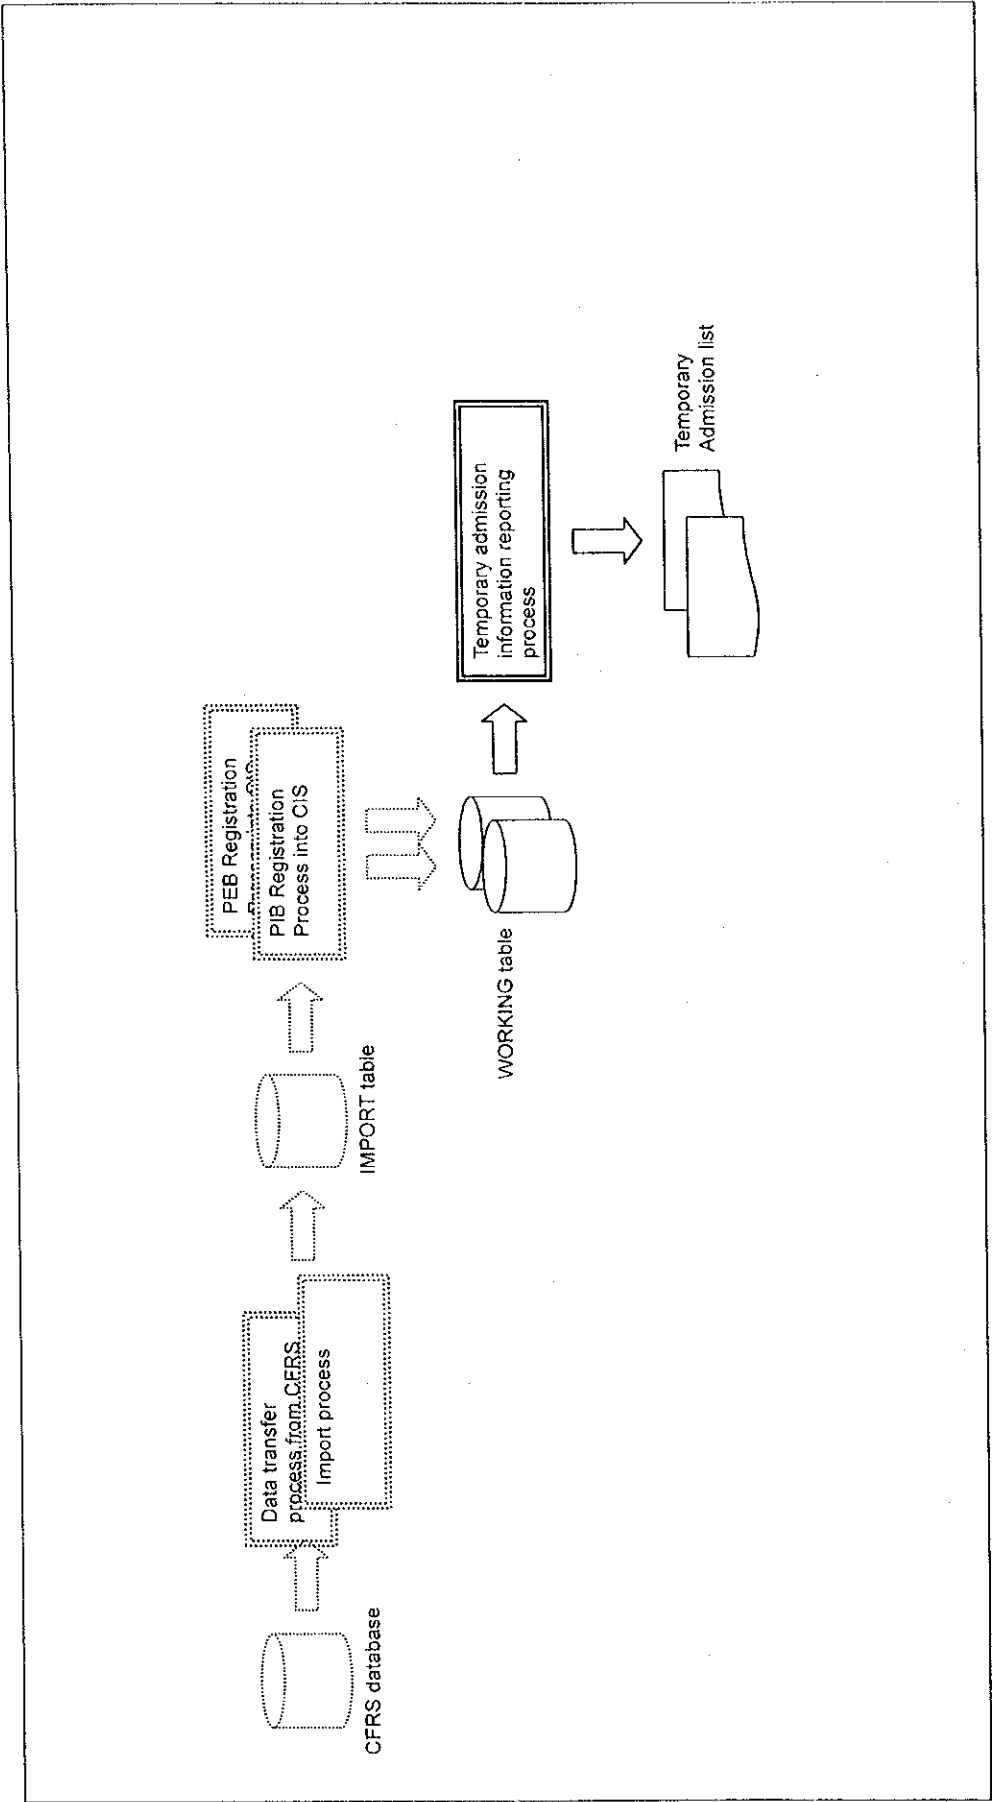 CFRS database
Data transfer
process from CFRS
Import process
IMPORT table
PEB Registration
PIB Registration
Process into CIS
WORKING table
Temporary admission
information reporting
process
Temporary
Admission list